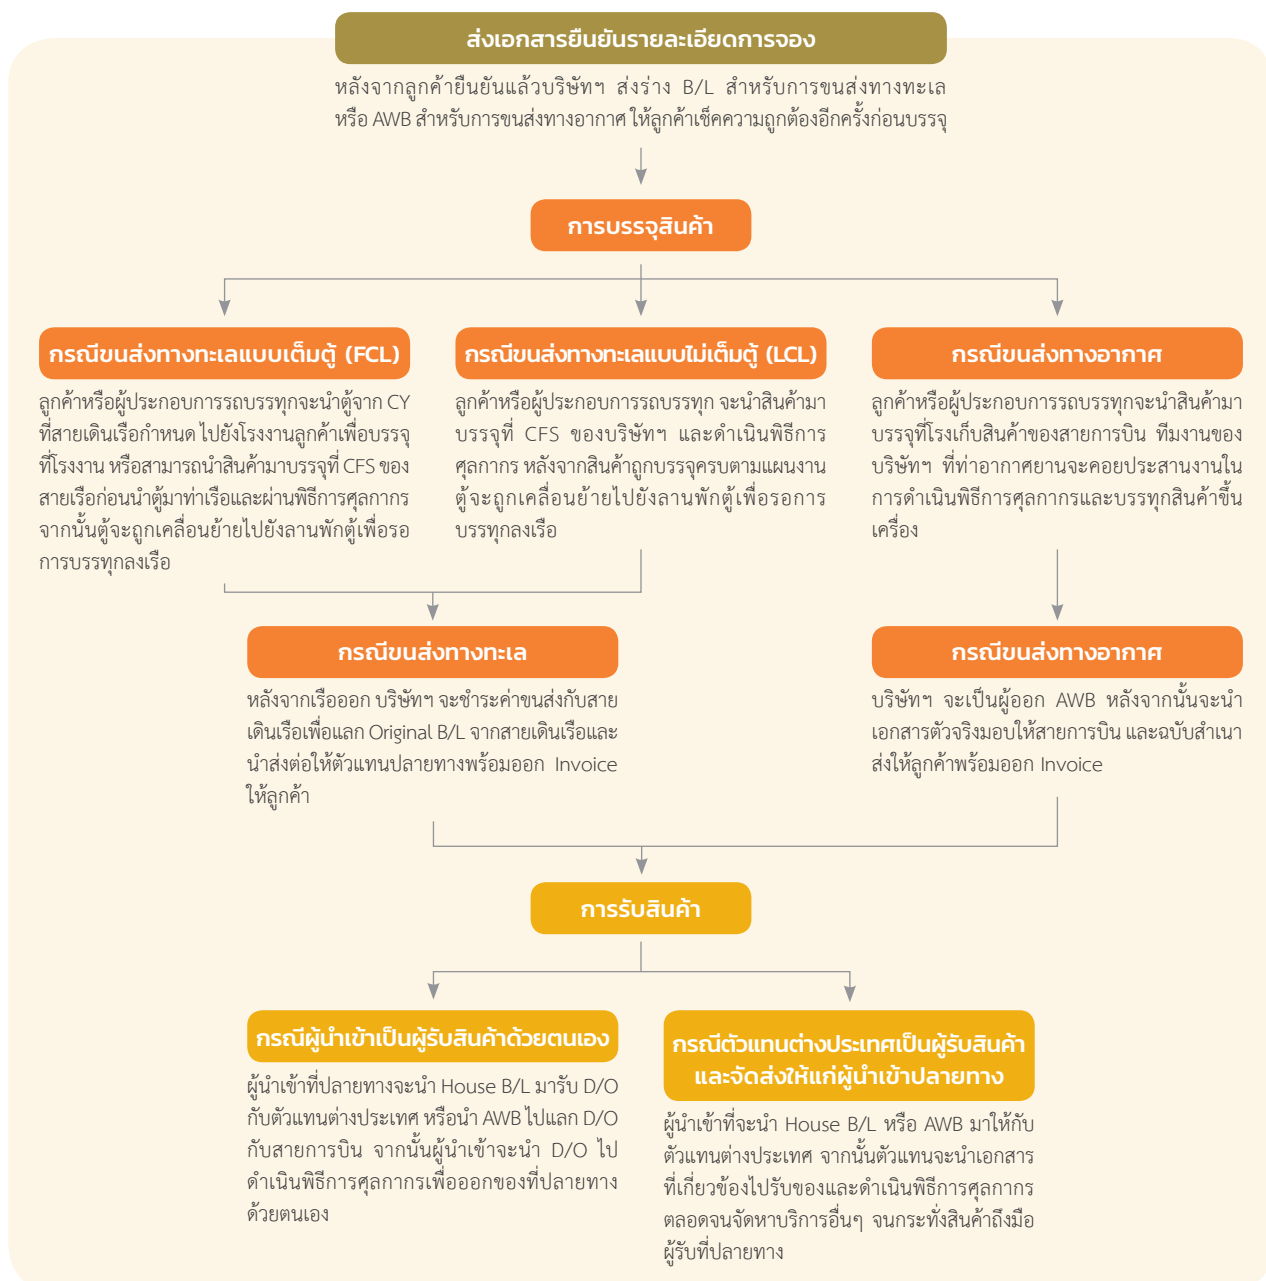 ส่งเอกสารยืนยันรายละเอียดการจอง
หลังจากลูกค้ายืนยันแล้วบริษัทฯ ส่งร่าง B/L สำหรับการขนส่งทางทะเล
หรือ AWB สำหรับการขนส่งทางอากาศ ให้ลูกค้าเช็คความถูกต้องอีกครั้งก่อนบรรจุ
การบรรจุสินค้า
กรณีขนส่งทางทะเลแบบเต็มตู้ (FCL)
ลูกค้าหรือผู้ประกอบการรถบรรทุกจะนำตู้จาก CY
ที่สายเดินเรือกำหนด ไปยังโรงงานลูกค้าเพื่อบรรจุ
ที่โรงงาน หรือสามารถนำสินค้ามาบรรจุที่ CFS ของ
สายเรือก่อนนำตู้มาท่าเรือและผ่านพิธีการศุลกากร
จากนั้นตู้จะถูกเคลื่อนย้ายไปยังลานพักตู้เพื่อรอ
การบรรทุกลงเรือ
กรณีขนส่งทางทะเลแบบไม่เต็มตู้ (LCL)
ลูกค้าหรือผู้ประกอบการรถบรรทุก จะนำสินค้ามา
บรรจุที่ CFS ของบริษัทฯ และดำเนินพิธีการ
ศุลกากร หลังจากสินค้าถูกบรรจุครบตามแผนงาน
ตู้จะถูกเคลื่อนย้ายไปยังลานพักตู้เพื่อรอการ
บรรทุกลงเรือ
กรณีขนส่งทางอากาศ
ลูกค้าหรือผู้ประกอบการรถบรรทุกจะนำสินค้ามา
บรรจุที่โรงเก็บสินค้าของสายการบิน ทีมงานของ
บริษัทฯ ที่ท่าอากาศยานจะคอยประสานงานใน
การดำเนินพิธีการศุลกากรและบรรทุกสินค้าขึ้น
เครื่อง
กรณีขนส่งทางทะเล
หลังจากเรือออก บริษัทฯ จะชำระค่าขนส่งกับสาย
เดินเรือเพื่อแลก Original B/L จากสายเดินเรือและ
นำส่งต่อให้ตัวแทนปลายทางพร้อมออก Invoice
ให้ลูกค้า
กรณีขนส่งทางอากาศ
บริษัทฯ จะเป็นผู้ออก AWB หลังจากนั้นจะนำ
เอกสารตัวจริงมอบให้สายการบิน และฉบับสำเนา
ส่งให้ลูกค้าพร้อมออก Invoice
การรับสินค้า
กรณีผู้นำเข้าเป็นผู้รับสินค้าด้วยตนเอง
ผู้นำเข้าที่ปลายทางจะนำ House B/L มารับ D/O
กับตัวแทนต่างประเทศ หรือนำ AWB ไปแลก D/O
กับสายการบิน จากนั้นผู้นำเข้าจะนำ D/O ไป
ดำเนินพิธีการศุลกากรเพื่อออกของที่ปลายทาง
ด้วยตนเอง
กรณีตัวแทนต่างประเทศเป็นผู้รับสินค้า
และจัดส่งให้แก่ผู้นำเข้าปลายทาง
ผู้นำเข้าที่จะนำ House B/L หรือ AWB มาให้กับ
ตัวแทนต่างประเทศ จากนั้นตัวแทนจะนำเอกสาร
ที่เกี่ยวข้องไปรับของและดำเนินพิธีการศุลกากร
ตลอดจนจัดหาบริการอื่นๆ จนกระทั่งสินค้าถึงมือ
ผู้รับที่ปลายทาง